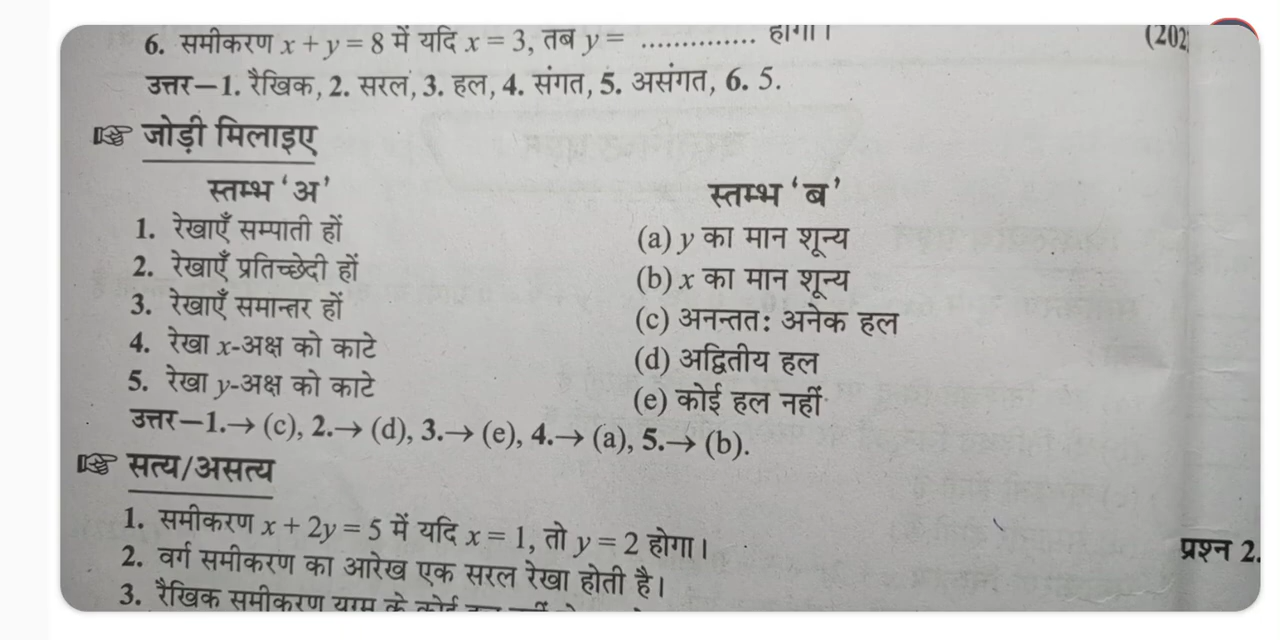 6. समीकरण x + y = 8 में यदि x = 3, तब y = .............. होगा। (202
उत्तर—1. रैखिक, 2. सरल, 3. हल, 4. संगत, 5. असंगत, 6. 5.
जोड़ी मिलाइए
स्तम्भ ‘अ’ स्तम्भ ‘ब’
1. रेखाएँ सम्पाती हों (a) y का मान शून्य
2. रेखाएँ प्रतिच्छेदी हों (b) x का मान शून्य
3. रेखाएँ समान्तर हों (c) अनन्ततः अनेक हल
4. रेखा x-अक्ष को काटे (d) अद्वितीय हल
5. रेखा y-अक्ष को काटे (e) कोई हल नहीं
उत्तर—1.→ (c), 2.→ (d), 3.→ (e), 4.→ (a), 5.→ (b).
सत्य/असत्य
1. समीकरण x + 2y = 5 में यदि x = 1, तो y = 2 होगा।
2. वर्ग समीकरण का आरेख एक सरल रेखा होती है। प्रश्न 2.
3. रैखिक समीकरण युग्म के कोई